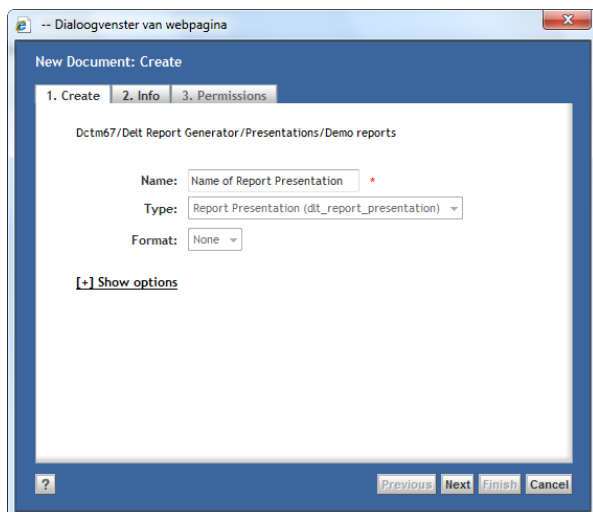 -- Dialoogvenster van webpagina
New Document: Create
1. Create 2. Info 3. Permissions
Dctm67/Delt Report Generator/Presentations/Demo reports
Name: Name of Report Presentation *
Type: Report Presentation (dlt_report_presentation)
Format: None
[+] Show options
? Previous Next Finish Cancel